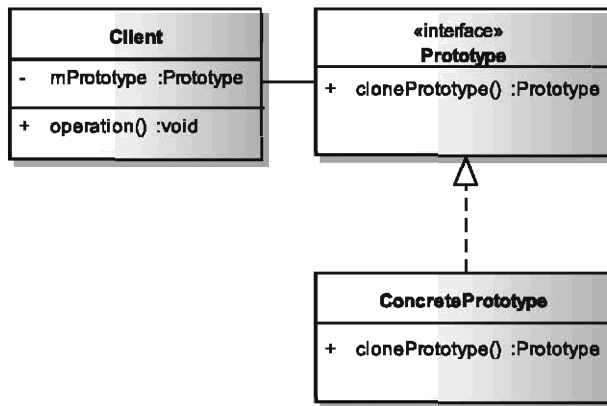 Client
- mPrototype :Prototype
+ operation() :void
«interface»
Prototype
+ clonePrototype() :Prototype
ConcretePrototype
+ clonePrototype() :Prototype